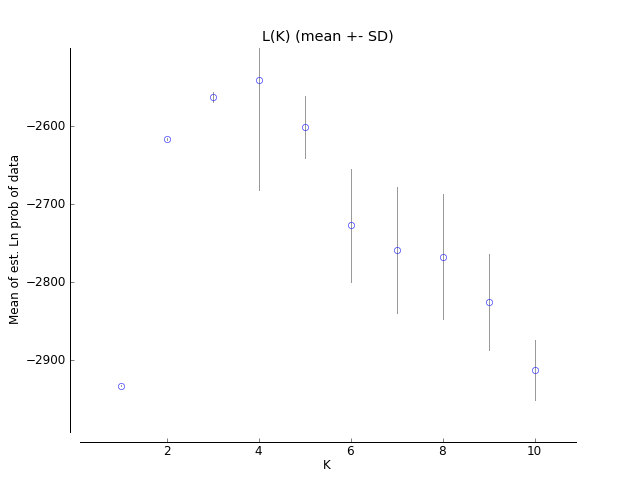 L(K) (mean +- SD)
−2600
−2700
−2800
−2900
Mean of est. Ln prob of data
2 4 6 8 10
K